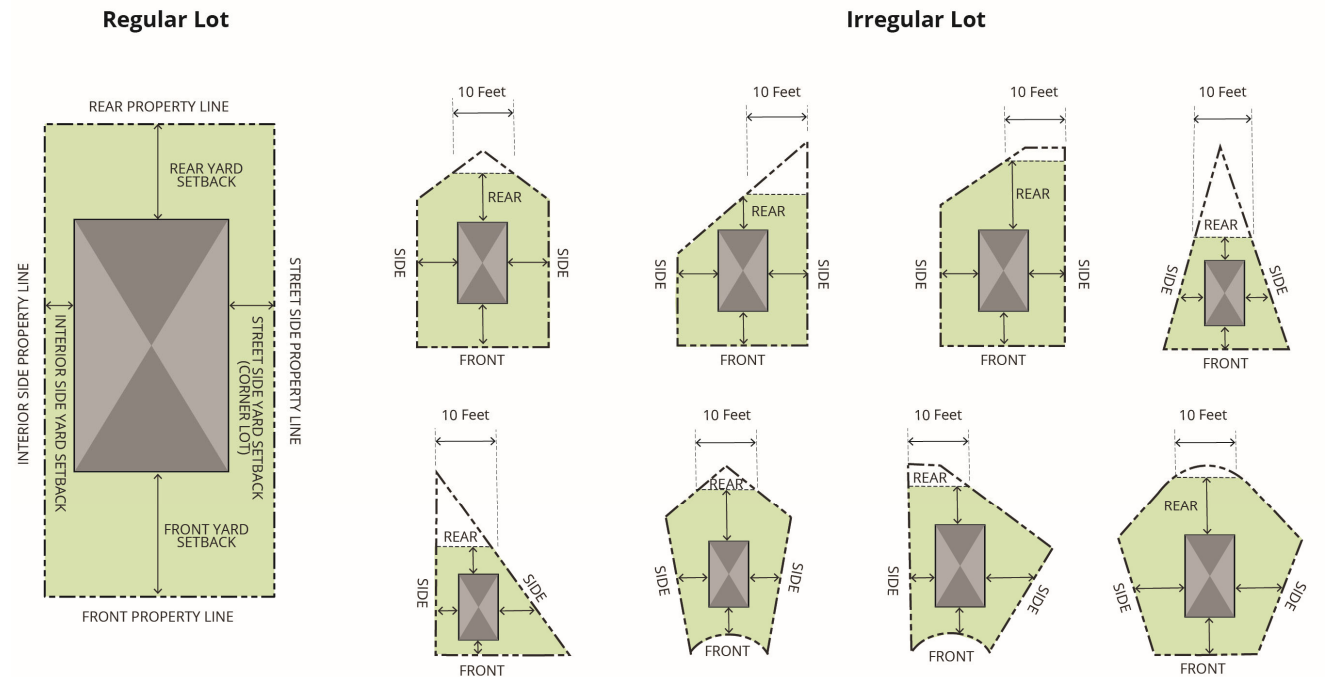 Regular Lot
Irregular Lot
REAR PROPERTY LINE
REAR YARD
SETBACK
INTERIOR SIDE PROPERTY LINE
INTERIOR SIDE YARD SETBACK
STREET SIDE YARD SETBACK
(CORNER LOT)
STREET SIDE PROPERTY LINE
FRONT YARD
SETBACK
FRONT PROPERTY LINE
10 Feet
REAR
SIDE
SIDE
FRONT
10 Feet
REAR
SIDE
SIDE
FRONT
10 Feet
REAR
SIDE
SIDE
FRONT
10 Feet
REAR
SIDE
SIDE
FRONT
10 Feet
REAR
SIDE
SIDE
FRONT
10 Feet
REAR
SIDE
SIDE
FRONT
10 Feet
REAR
SIDE
SIDE
FRONT
10 Feet
REAR
SIDE
SIDE
FRONT